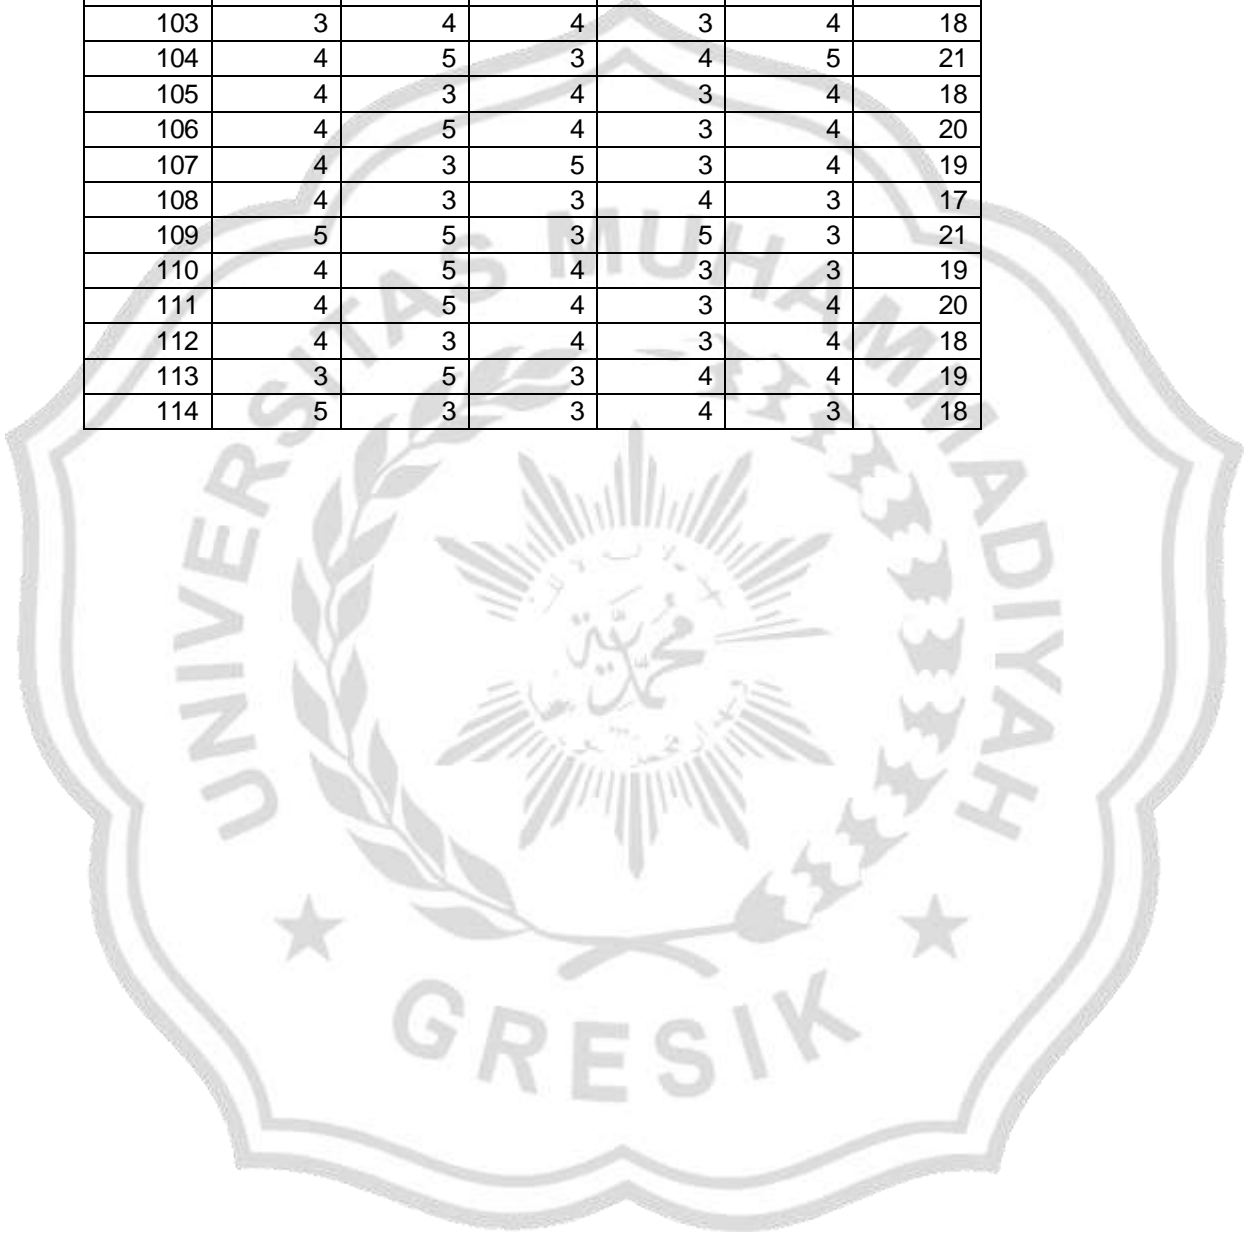 103 3 4 4 3 4 18
104 4 5 3 4 5 21
105 4 3 4 3 4 18
106 4 5 4 3 4 20
107 4 3 5 3 4 19
108 4 3 3 4 3 17
109 5 5 3 5 3 21
110 4 5 4 3 3 19
111 4 5 4 3 4 20
112 4 3 4 3 4 18
113 3 5 3 4 4 19
114 5 3 3 4 3 18
UNIVERSITAS MUHAMMADIYAH
GRESIK